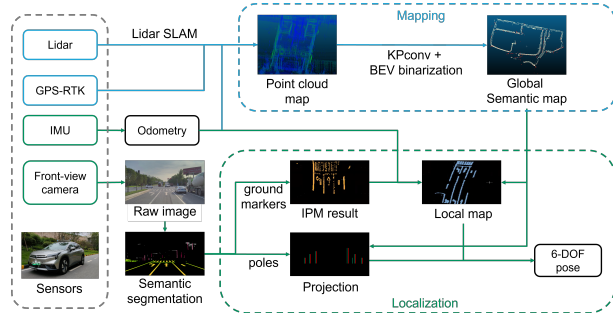 Mapping
Lidar
Lidar SLAM
KPconv +
BEV binarization
GPS-RTK
Point cloud
map
Global
Semantic map
IMU
Odometry
Front-view
camera
Raw image
ground
markers
IPM result
Local map
poles
Sensors
Semantic
segmentation
Projection
6-DOF
pose
Localization